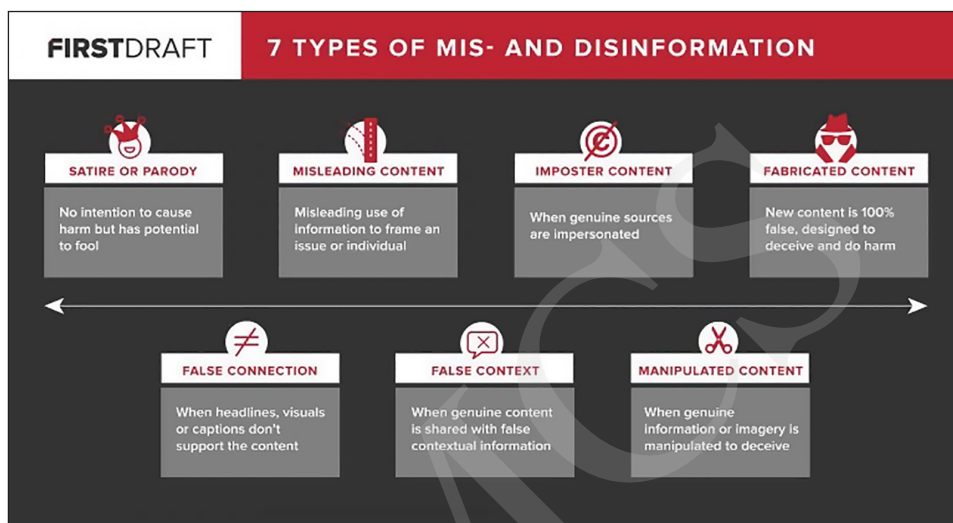 FIRSTDRAFT
7 TYPES OF MIS- AND DISINFORMATION
SATIRE OR PARODY
No intention to cause
harm but has potential
to fool
MISLEADING CONTENT
Misleading use of
information to frame an
issue or individual
IMPOSTER CONTENT
When genuine sources
are impersonated
FABRICATED CONTENT
New content is 100%
false, designed to
deceive and do harm
FALSE CONNECTION
When headlines, visuals
or captions don't
support the content
FALSE CONTEXT
When genuine content
is shared with false
contextual information
MANIPULATED CONTENT
When genuine
information or imagery is
manipulated to deceive